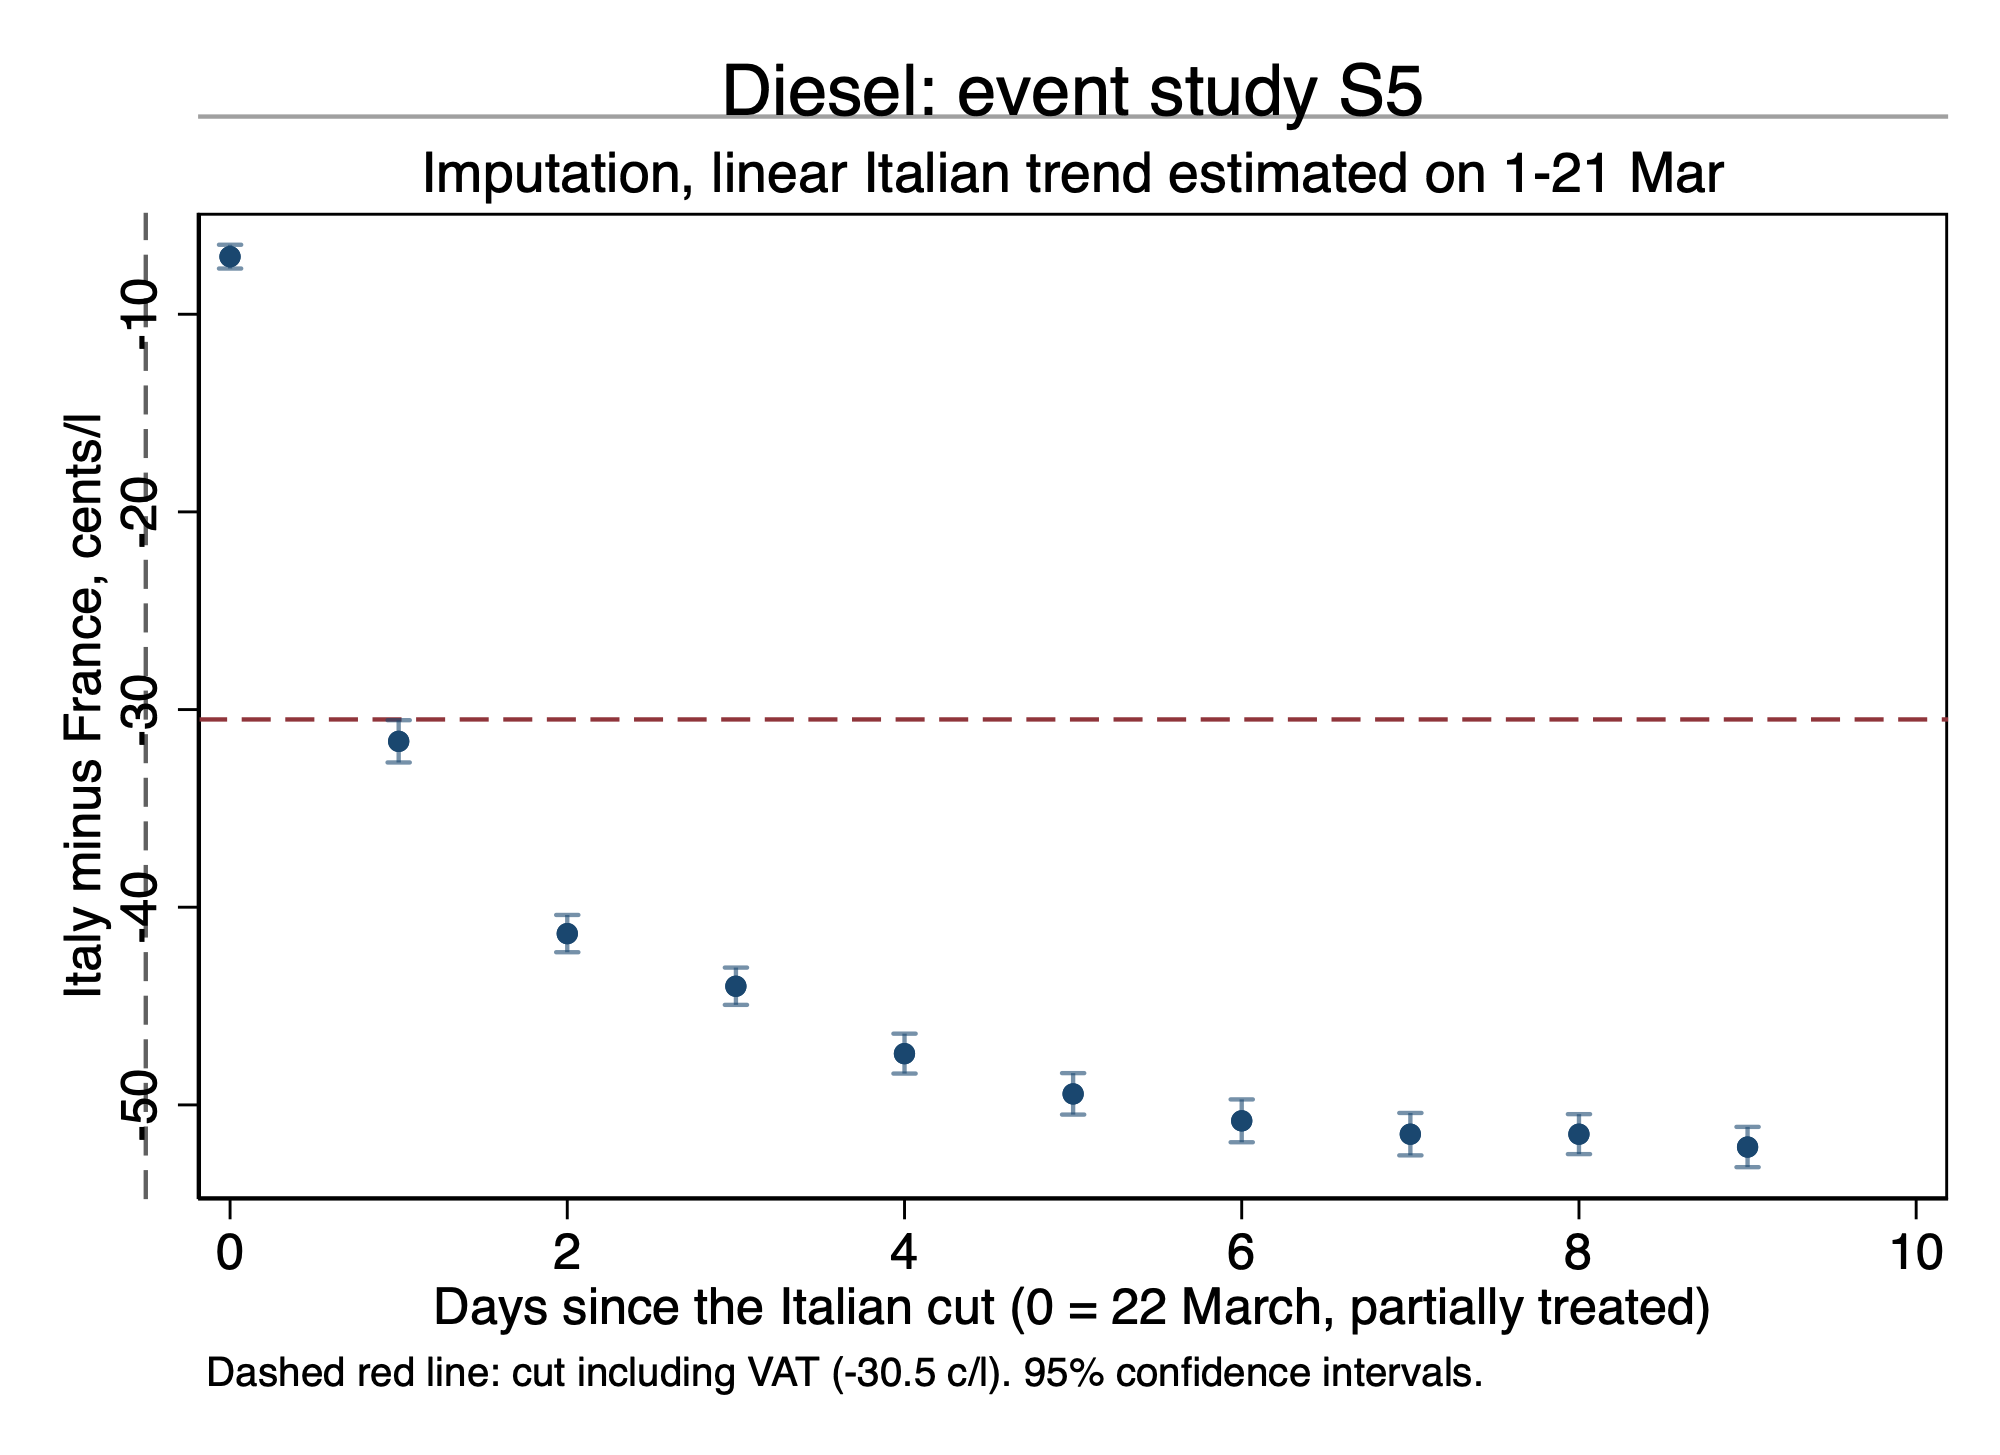 Diesel: event study S5
Imputation, linear Italian trend estimated on 1-21 Mar
Italy minus France, cents/l
-10
-20
-30
-40
-50
0 2 4 6 8 10
Days since the Italian cut (0 = 22 March, partially treated)
Dashed red line: cut including VAT (-30.5 c/l). 95% confidence intervals.